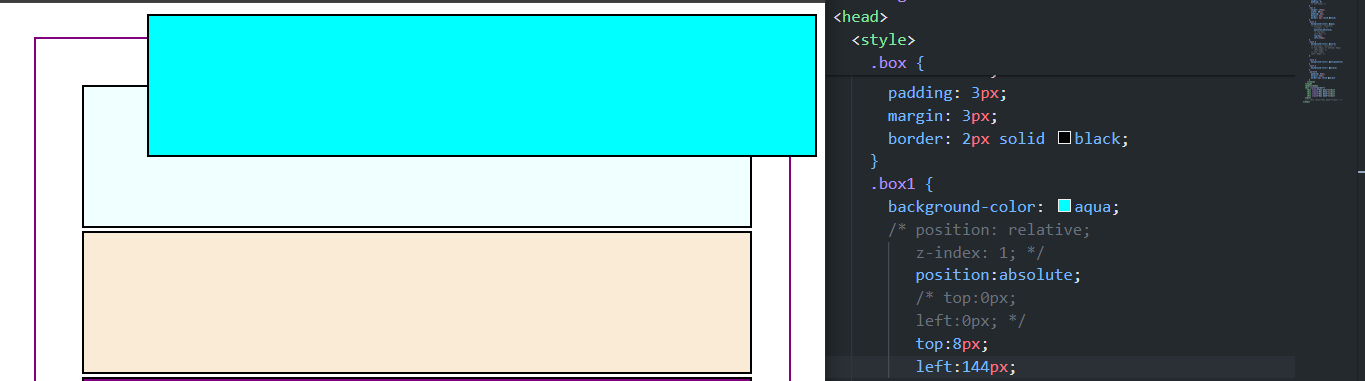 <head>
<style>
.box {
padding: 3px;
margin: 3px;
border: 2px solid black;
}
.box1 {
background-color: aqua;
/* position: relative;
z-index: 1; */
position:absolute;
/* top:0px;
left:0px; */
top:8px;
left:144px;